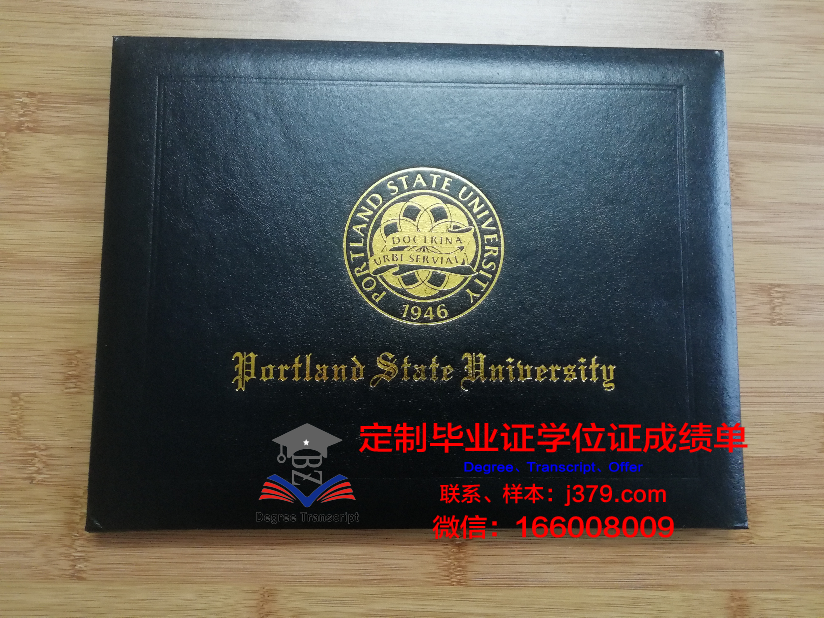 PORTLAND STATE UNIVERSITY
DOCTRINA
URBI SERVIAT
1946
Portland State University
定制毕业证学位证成绩单
Degree、Transcript、Offer
BZ
联系、样本：j379.com
Degree Transcript
微信：166008009